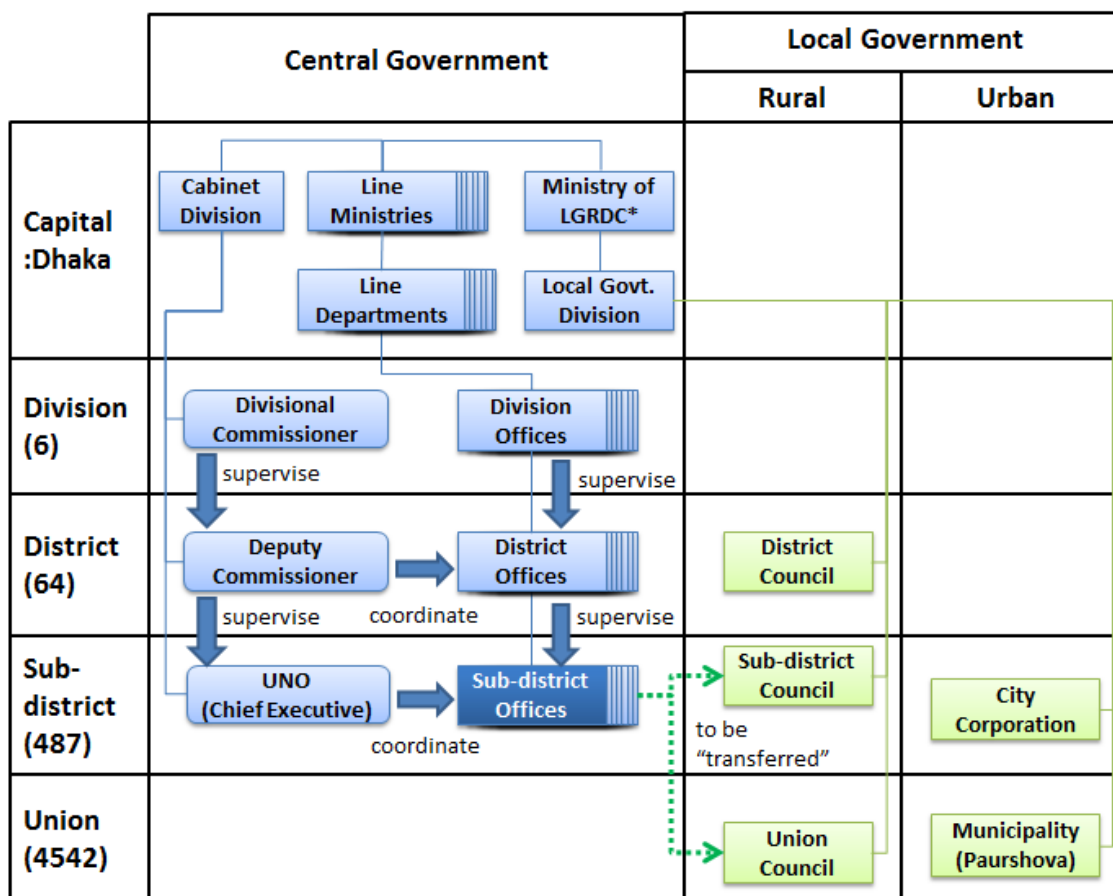 Central Government
Local Government
Rural
Urban
Capital
:Dhaka
Cabinet
Division
Line
Ministries
Ministry of
LGRDC*
Line
Departments
Local Govt.
Division
Division
(6)
Divisional
Commissioner
Division
Offices
supervise
supervise
District
(64)
Deputy
Commissioner
District
Offices
District
Council
supervise
coordinate
supervise
Sub-
district
(487)
UNO
(Chief Executive)
Sub-district
Offices
Sub-district
Council
City
Corporation
coordinate
to be
“transferred”
Union
(4542)
Union
Council
Municipality
(Paurshova)